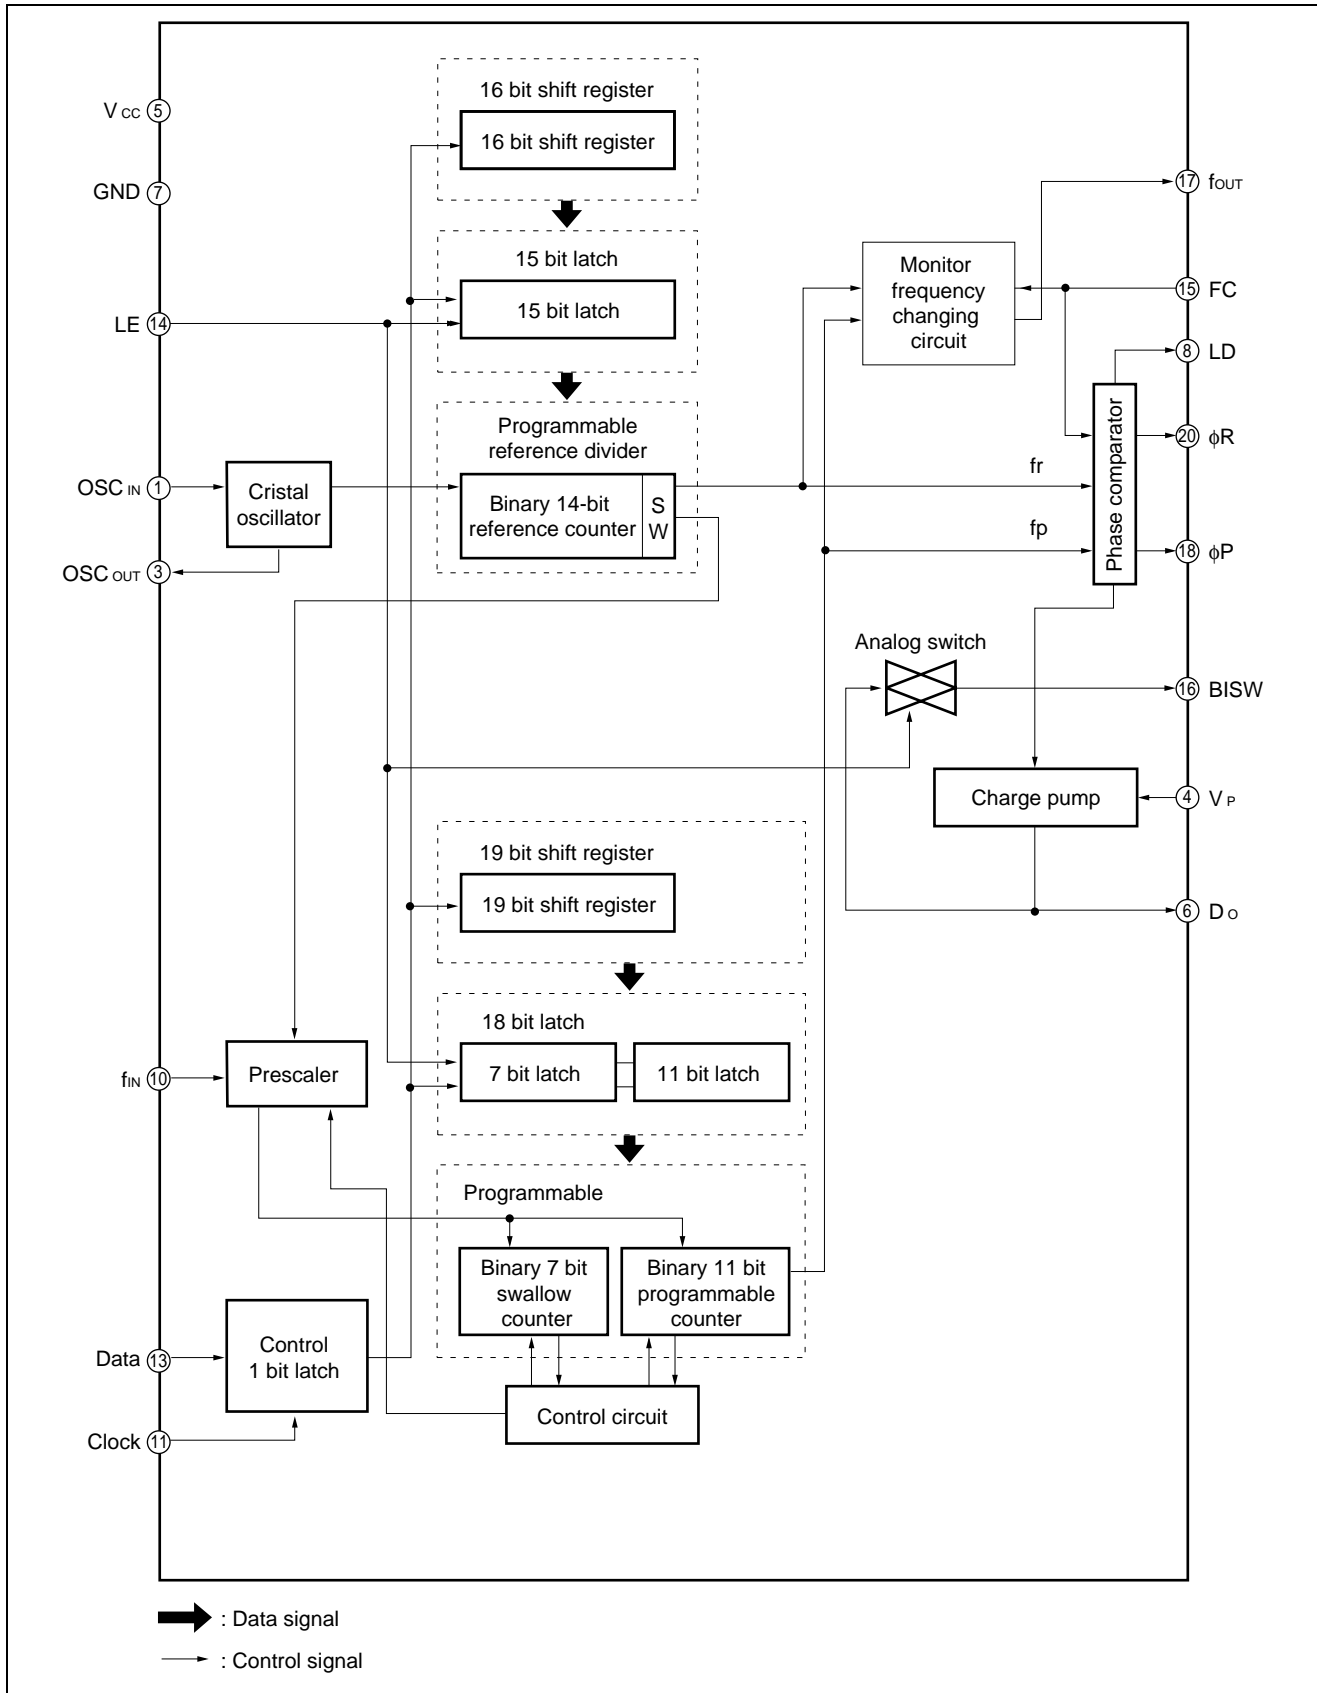 16 bit shift register
16 bit shift register
V CC 5
GND 7
17 fOUT
15 bit latch
15 bit latch
Monitor
frequency
changing
circuit
15 FC
LE 14
8 LD
Programmable
reference divider
Phase comparator
20 ϕR
OSC IN 1
Cristal
oscillator
Binary 14-bit
reference counter
S
W
fr
fp
18 ϕP
OSC OUT 3
Analog switch
16 BISW
Charge pump
4 V P
19 bit shift register
19 bit shift register
6 D O
18 bit latch
7 bit latch
11 bit latch
fIN 10
Prescaler
Programmable
Binary 7 bit
swallow
counter
Binary 11 bit
programmable
counter
Data 13
Control
1 bit latch
Control circuit
Clock 11
: Data signal
: Control signal